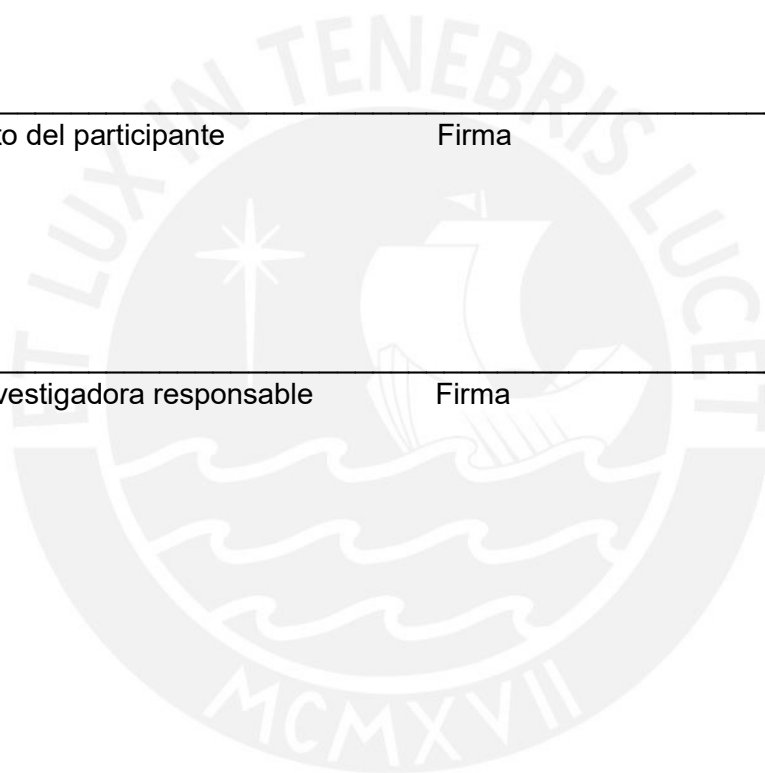 to del participante Firma
vestigadora responsable Firma
ET LUX IN TENEBRIS LUCET
MCMXVII